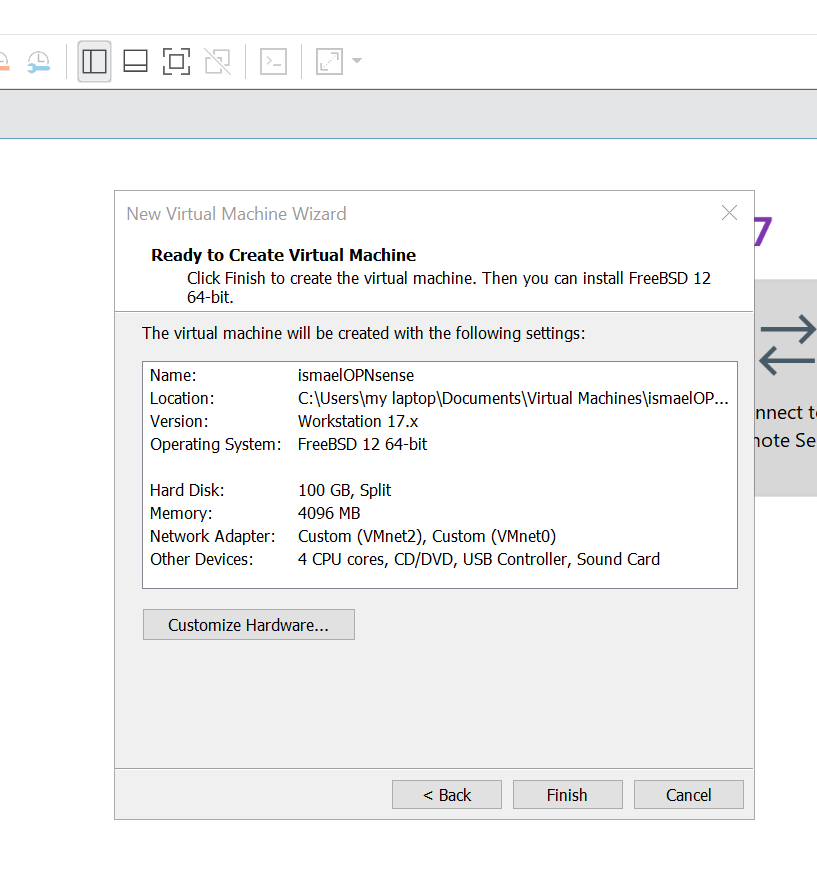 New Virtual Machine Wizard
7
Ready to Create Virtual Machine
Click Finish to create the virtual machine. Then you can install FreeBSD 12
64-bit.
The virtual machine will be created with the following settings:
Name: ismaelOPNsense
Location: C:\Users\my laptop\Documents\Virtual Machines\ismaelOP...
Version: Workstation 17.x
Operating System: FreeBSD 12 64-bit
Hard Disk: 100 GB, Split
Memory: 4096 MB
Network Adapter: Custom (VMnet2), Custom (VMnet0)
Other Devices: 4 CPU cores, CD/DVD, USB Controller, Sound Card
Customize Hardware...
< Back
Finish
Cancel